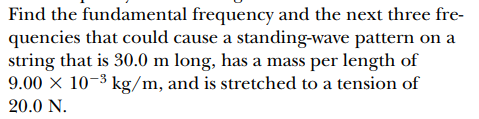 Find the fundamental frequency and the next three fre-
quencies that could cause a standing-wave pattern on a
string that is 30.0 m long, has a mass per length of
9.00 × 10⁻³ kg/m, and is stretched to a tension of
20.0 N.